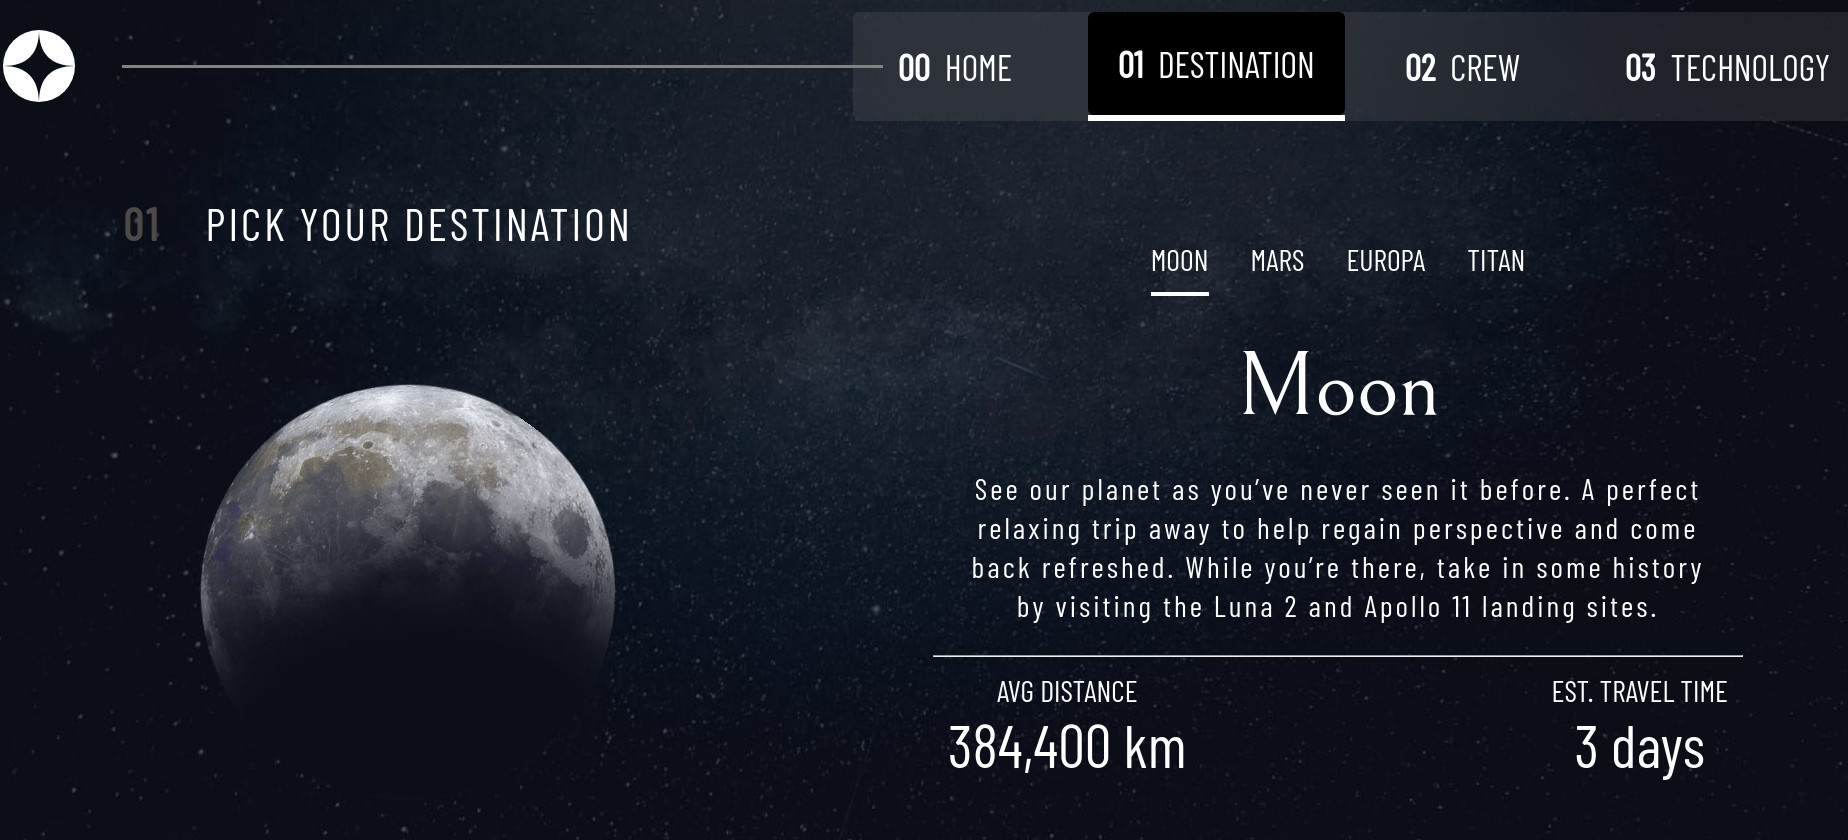 00 HOME
01 DESTINATION
02 CREW
03 TECHNOLOGY
01 PICK YOUR DESTINATION
MOON
MARS
EUROPA
TITAN
Moon
See our planet as you’ve never seen it before. A perfect
relaxing trip away to help regain perspective and come
back refreshed. While you’re there, take in some history
by visiting the Luna 2 and Apollo 11 landing sites.
AVG DISTANCE
384,400 km
EST. TRAVEL TIME
3 days